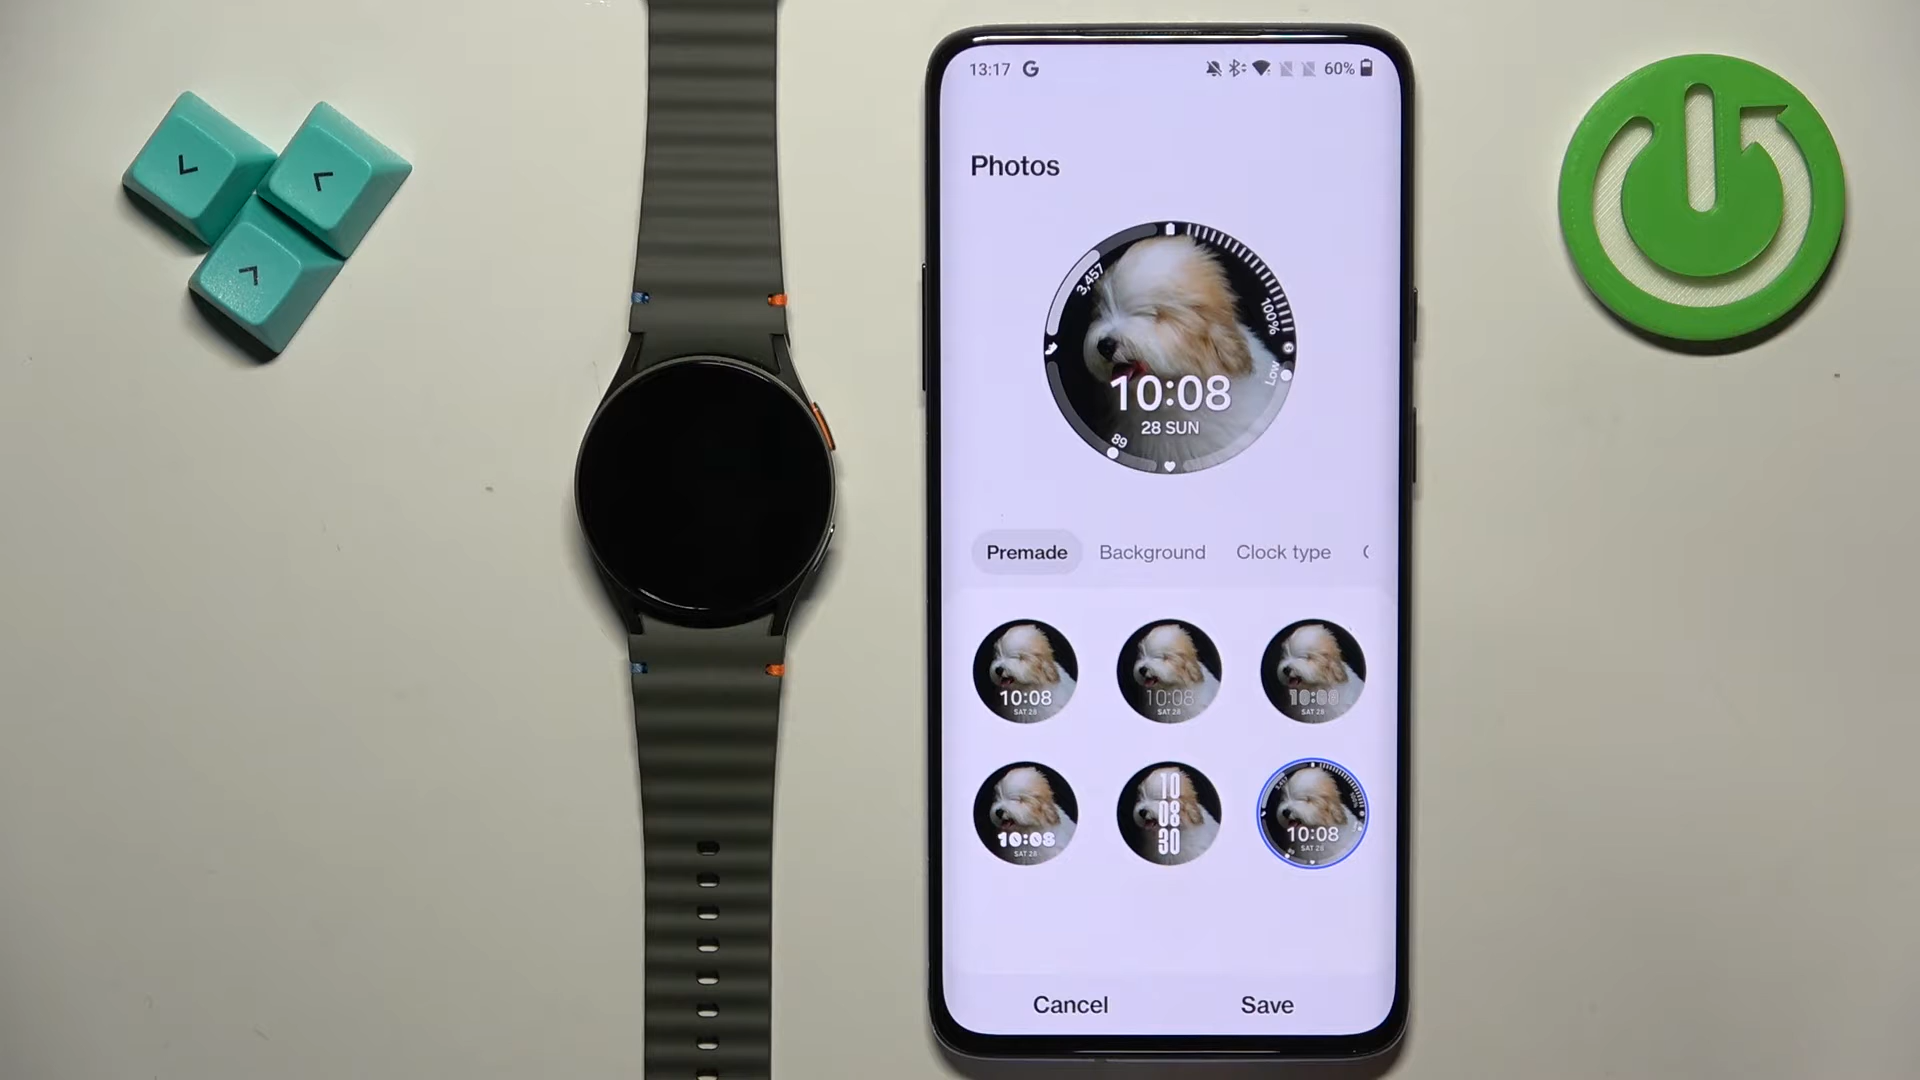 13:17 G 60%
Photos
3,457
100%
Low
10:08
28 SUN
89
Premade Background Clock type
10:08
SAT 28
10:08
SAT 28
10:08
SAT 28
10:08
SAT 28
10
08
30
10:08
SAT 28
Cancel Save